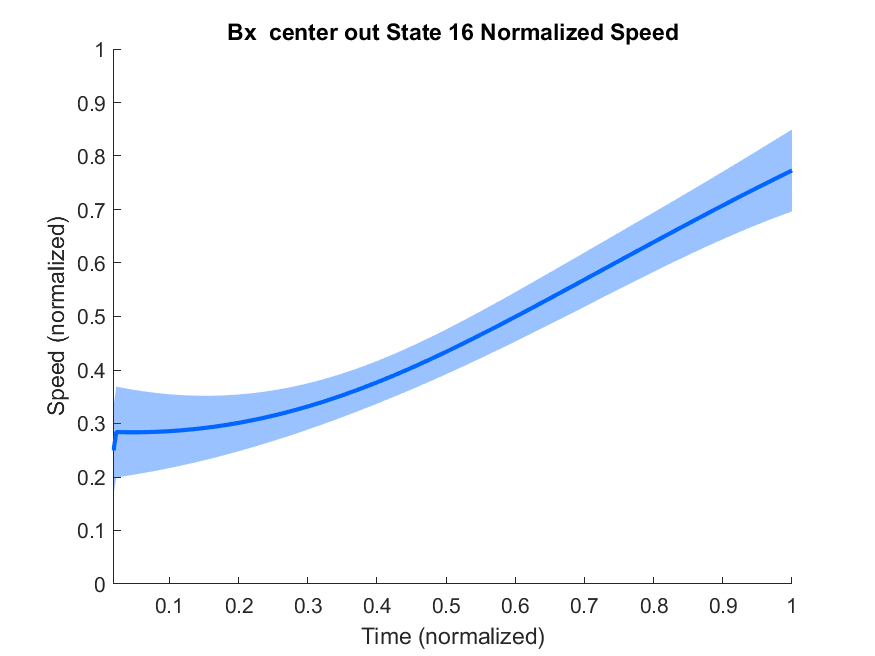 Bx  center out State 16 Normalized Speed
1
0.9
0.8
0.7
0.6
0.5
0.4
0.3
0.2
0.1
0
Speed (normalized)
0.1 0.2 0.3 0.4 0.5 0.6 0.7 0.8 0.9 1
Time (normalized)